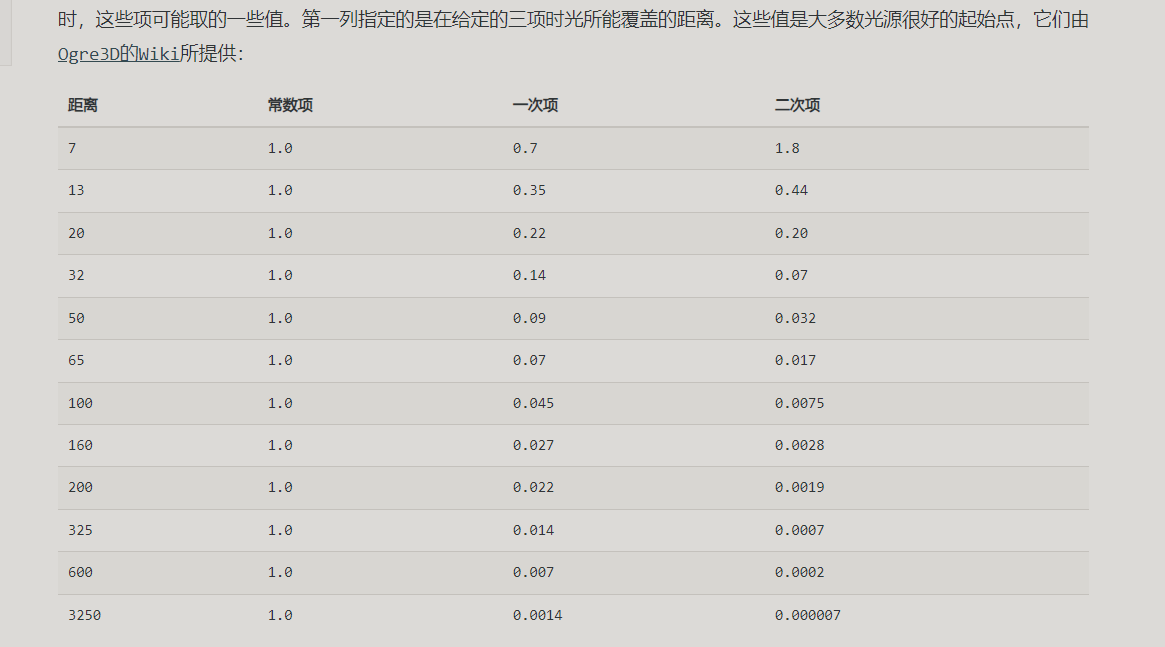 时，这些项可能取的一些值。第一列指定的是在给定的三项时光所能覆盖的距离。这些值是大多数光源很好的起始点，它们由
Ogre3D的Wiki所提供：
距离 常数项 一次项 二次项
7 1.0 0.7 1.8
13 1.0 0.35 0.44
20 1.0 0.22 0.20
32 1.0 0.14 0.07
50 1.0 0.09 0.032
65 1.0 0.07 0.017
100 1.0 0.045 0.0075
160 1.0 0.027 0.0028
200 1.0 0.022 0.0019
325 1.0 0.014 0.0007
600 1.0 0.007 0.0002
3250 1.0 0.0014 0.000007